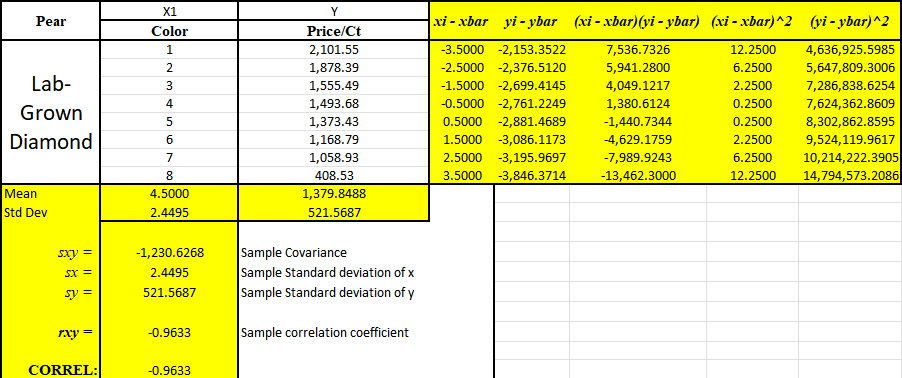 Pear X1 Y xi - xbar yi - ybar (xi - xbar)(yi - ybar) (xi - xbar)^2 (yi - ybar)^2
Color Price/Ct
Lab-Grown Diamond
1 2,101.55 -3.5000 -2,153.3522 7,536.7326 12.2500 4,636,925.5985
2 1,878.39 -2.5000 -2,376.5120 5,941.2800 6.2500 5,647,809.3006
3 1,555.49 -1.5000 -2,699.4145 4,049.1217 2.2500 7,286,838.6254
4 1,493.68 -0.5000 -2,761.2249 1,380.6124 0.2500 7,624,362.8609
5 1,373.43 0.5000 -2,881.4689 -1,440.7344 0.2500 8,302,862.8595
6 1,168.79 1.5000 -3,086.1173 -4,629.1759 2.2500 9,524,119.9617
7 1,058.93 2.5000 -3,195.9697 -7,989.9243 6.2500 10,214,222.3905
8 408.53 3.5000 -3,846.3714 -13,462.3000 12.2500 14,794,573.2086
Mean 4.5000 1,379.8488
Std Dev 2.4495 521.5687
sxy = -1,230.6268 Sample Covariance
sx = 2.4495 Sample Standard deviation of x
sy = 521.5687 Sample Standard deviation of y
rxy = -0.9633 Sample correlation coefficient
CORREL: -0.9633